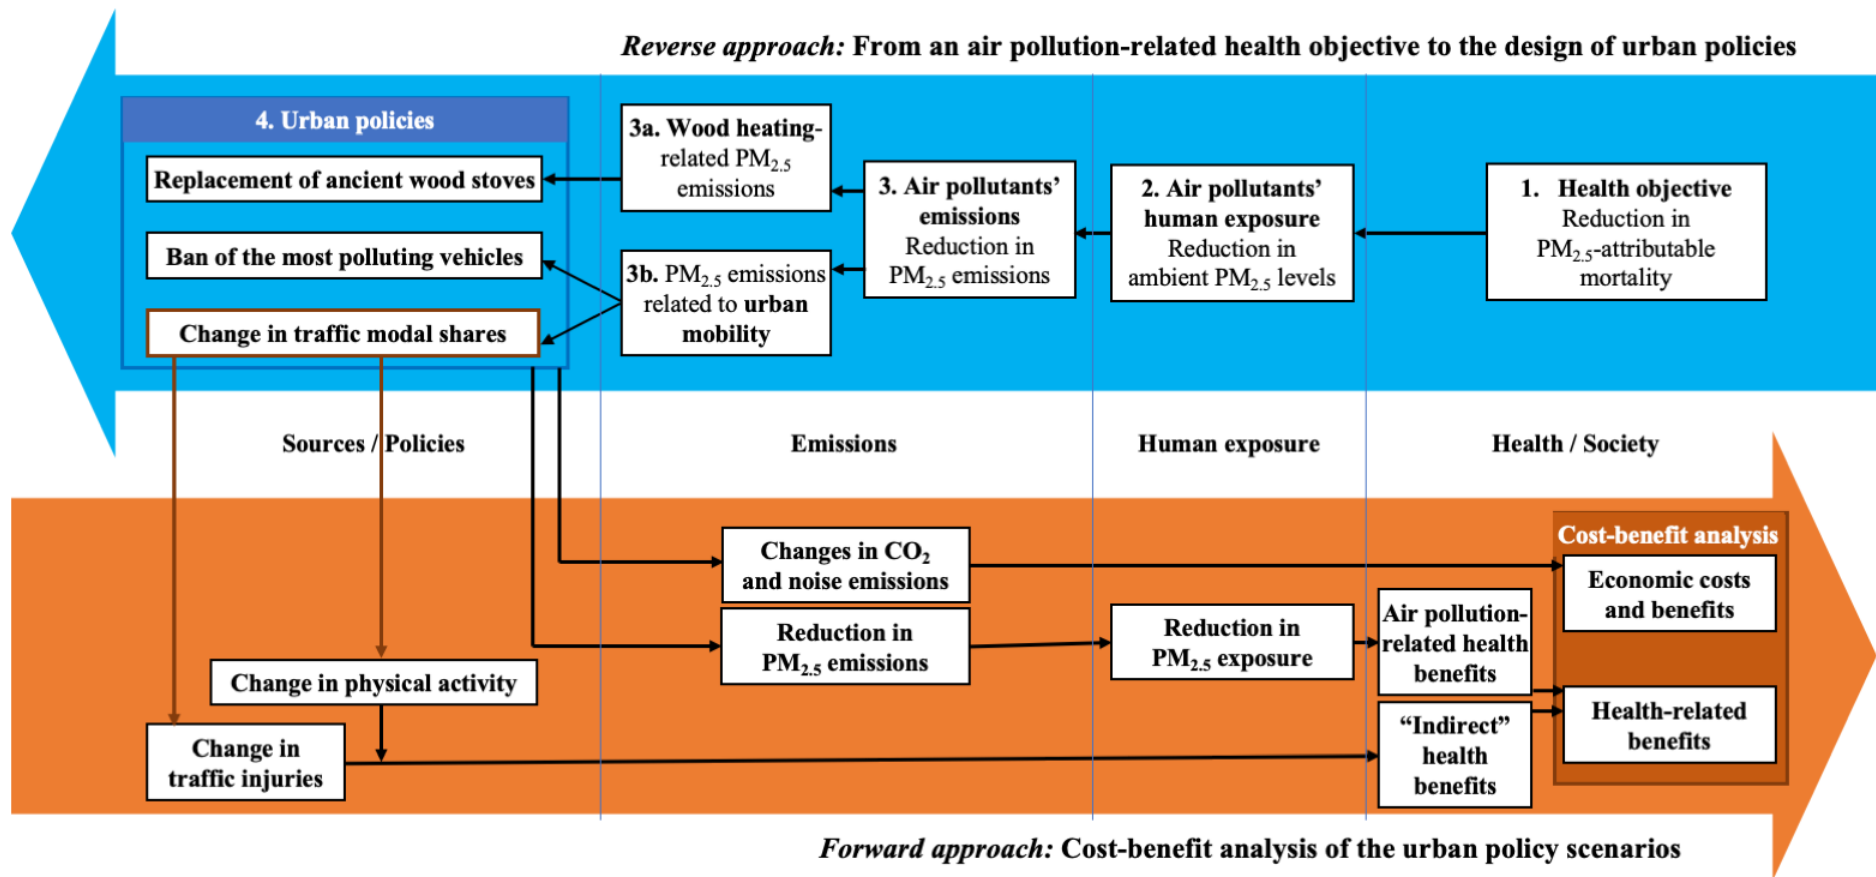 Reverse approach: From an air pollution-related health objective to the design of urban policies
4. Urban policies
Replacement of ancient wood stoves
Ban of the most polluting vehicles
Change in traffic modal shares
3a. Wood heating-
related PM2.5
emissions
3b. PM2.5 emissions
related to urban
mobility
3. Air pollutants’
emissions
Reduction in
PM2.5 emissions
2. Air pollutants’
human exposure
Reduction in
ambient PM2.5 levels
1. Health objective
Reduction in
PM2.5-attributable
mortality
Sources / Policies
Emissions
Human exposure
Health / Society
Changes in CO2
and noise emissions
Reduction in
PM2.5 emissions
Change in physical activity
Change in
traffic injuries
Reduction in
PM2.5 exposure
Air pollution-
related health
benefits
“Indirect”
health
benefits
Cost-benefit analysis
Economic costs
and benefits
Health-related
benefits
Forward approach: Cost-benefit analysis of the urban policy scenarios